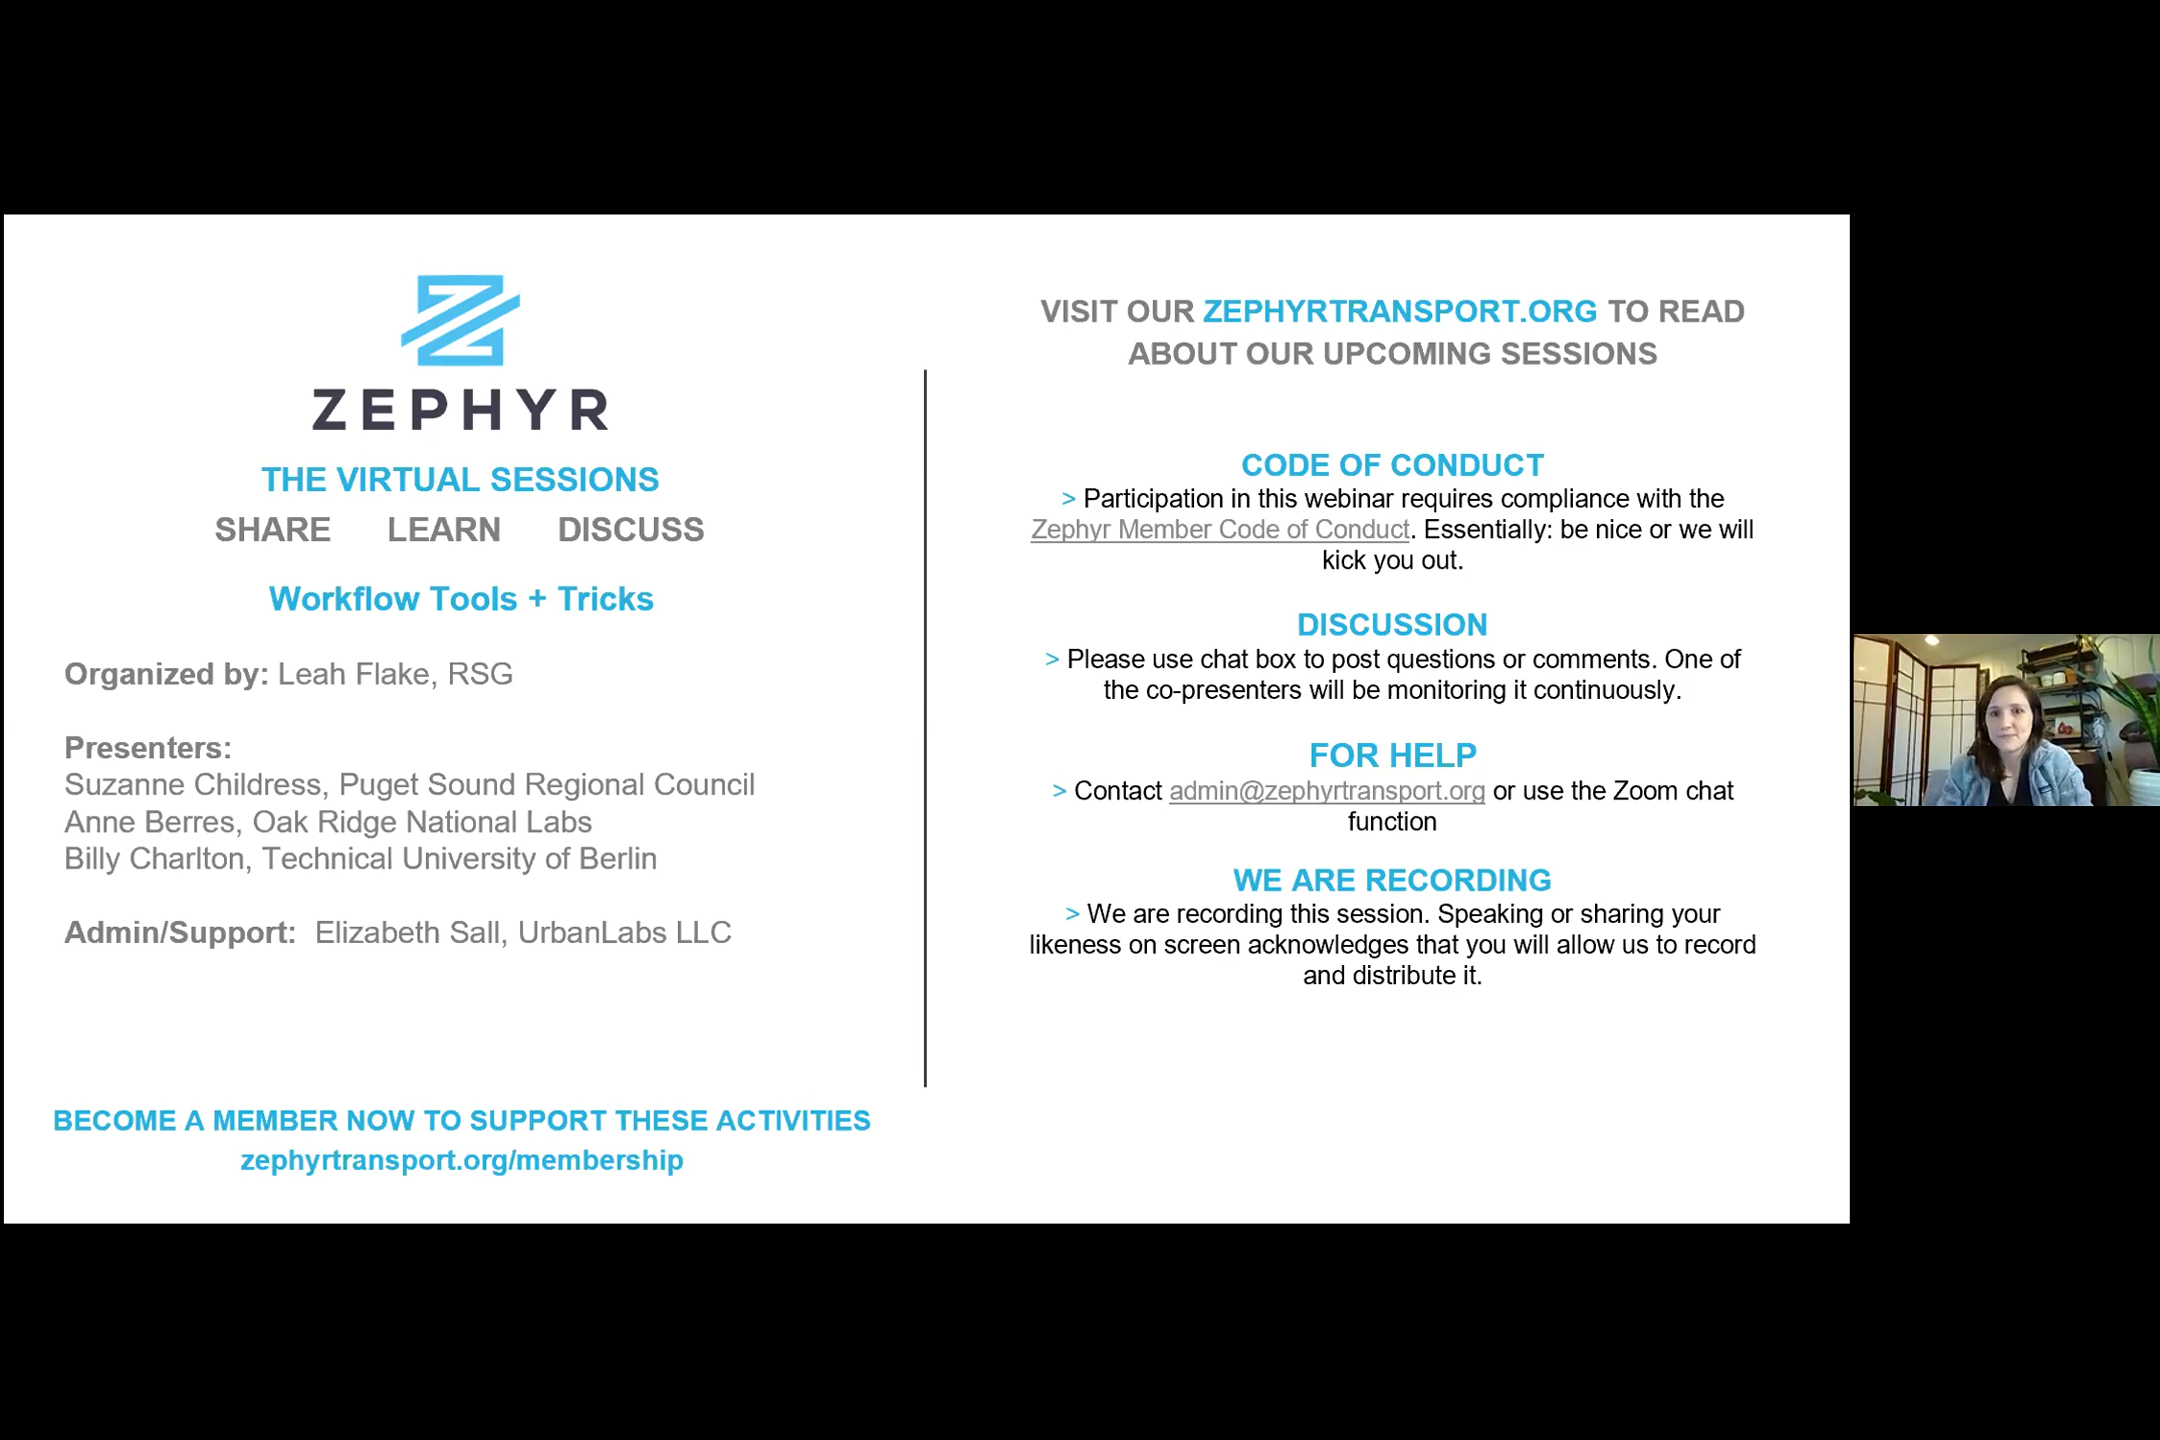 ZEPHYR
THE VIRTUAL SESSIONS
SHARE LEARN DISCUSS
Workflow Tools + Tricks
Organized by: Leah Flake, RSG
Presenters:
Suzanne Childress, Puget Sound Regional Council
Anne Berres, Oak Ridge National Labs
Billy Charlton, Technical University of Berlin
Admin/Support: Elizabeth Sall, UrbanLabs LLC
BECOME A MEMBER NOW TO SUPPORT THESE ACTIVITIES
zephyrtransport.org/membership
VISIT OUR ZEPHYRTRANSPORT.ORG TO READ
ABOUT OUR UPCOMING SESSIONS
CODE OF CONDUCT
> Participation in this webinar requires compliance with the
Zephyr Member Code of Conduct. Essentially: be nice or we will
kick you out.
DISCUSSION
> Please use chat box to post questions or comments. One of
the co-presenters will be monitoring it continuously.
FOR HELP
> Contact admin@zephyrtransport.org or use the Zoom chat
function
WE ARE RECORDING
> We are recording this session. Speaking or sharing your
likeness on screen acknowledges that you will allow us to record
and distribute it.